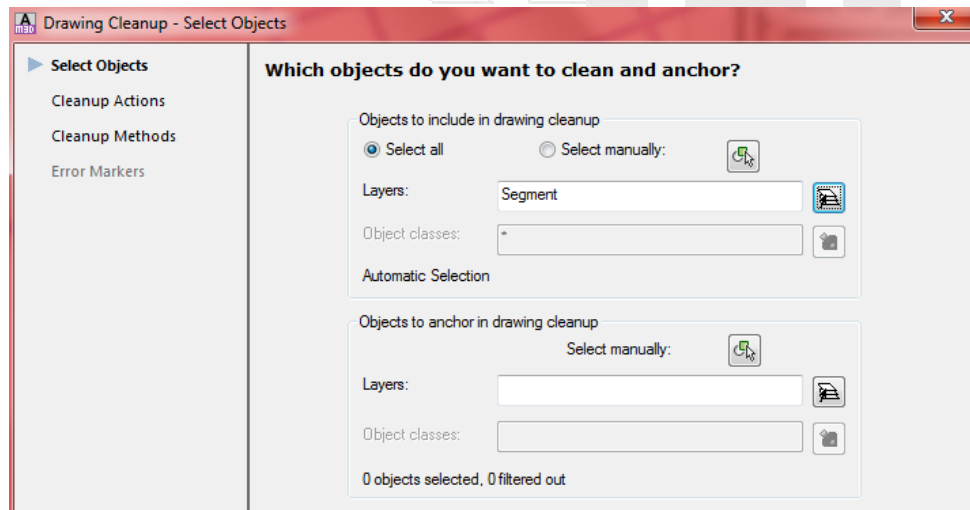 Drawing Cleanup - Select Objects
Select Objects
Cleanup Actions
Cleanup Methods
Error Markers
Which objects do you want to clean and anchor?
Objects to include in drawing cleanup
Select all Select manually:
Layers: Segment
Object classes: *
Automatic Selection
Objects to anchor in drawing cleanup
Select manually:
Layers:
Object classes:
0 objects selected, 0 filtered out